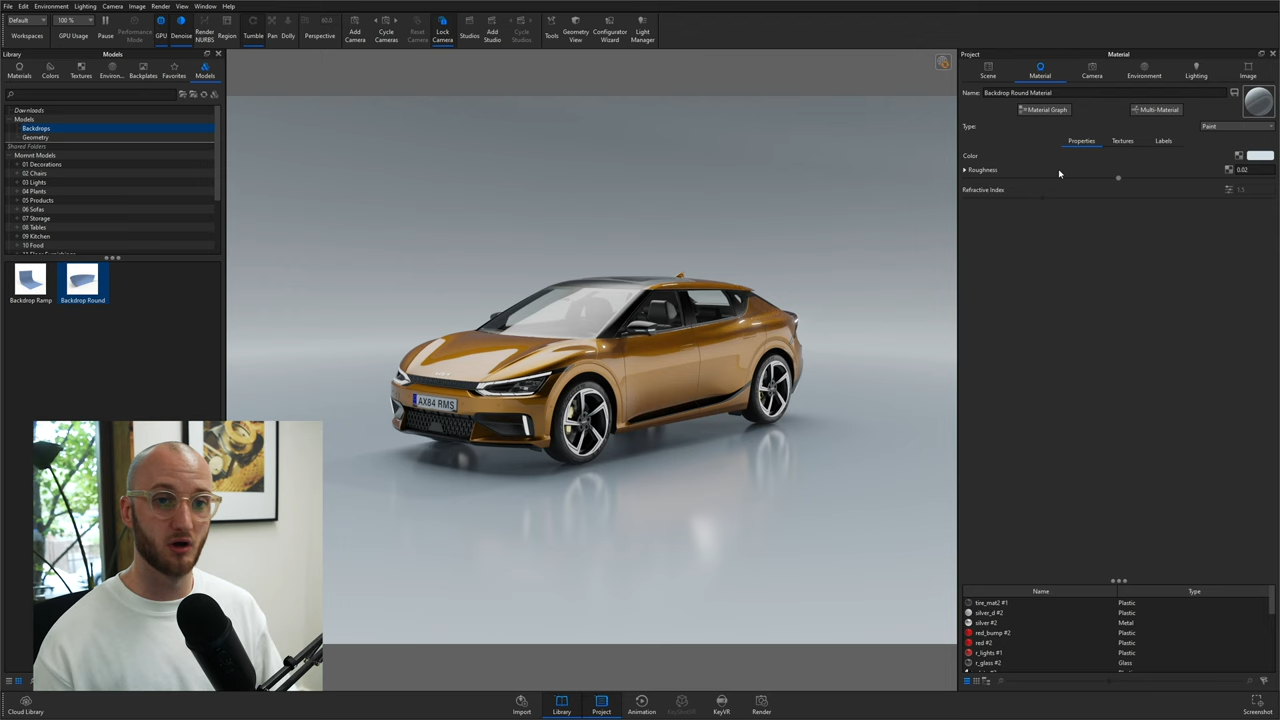 File Edit Environment Lighting Camera Image Render View Window Help
Default 100 % 80.0
Workspaces GPU Usage Pause Performance Mode GPU Denoise Render NURBS Region Tumble Pan Dolly Perspective Add Camera Cycle Cameras Reset Camera Lock Camera Studios Add Studio Cycle Studios Tools Geometry View Configurator Wizard Light Manager
Library Models
Materials Colors Textures Environ... Backplates Favorites Models
Downloads
Models
Backdrops
Geometry
Shared Folders
Momnt Models
01 Decorations
02 Chairs
03 Lights
04 Plants
05 Products
06 Sofas
07 Storage
08 Tables
09 Kitchen
10 Food
Backdrop Ramp Backdrop Round
AX84 RMS
Project Material
Scene Material Camera Environment Lighting Image
Name: Backdrop Round Material
Material Graph Multi-Material
Type: Paint
Properties Textures Labels
Color
Roughness 0.02
Refractive Index 1.5
Name Type
tire_mat2 #1 Plastic
silver_d #2 Plastic
silver #2 Metal
red_bump #2 Plastic
red #2 Plastic
r_lights #1 Plastic
r_glass #2 Glass
Cloud Library Import Library Project Animation KeyShotXR KeyVR Render Screenshot